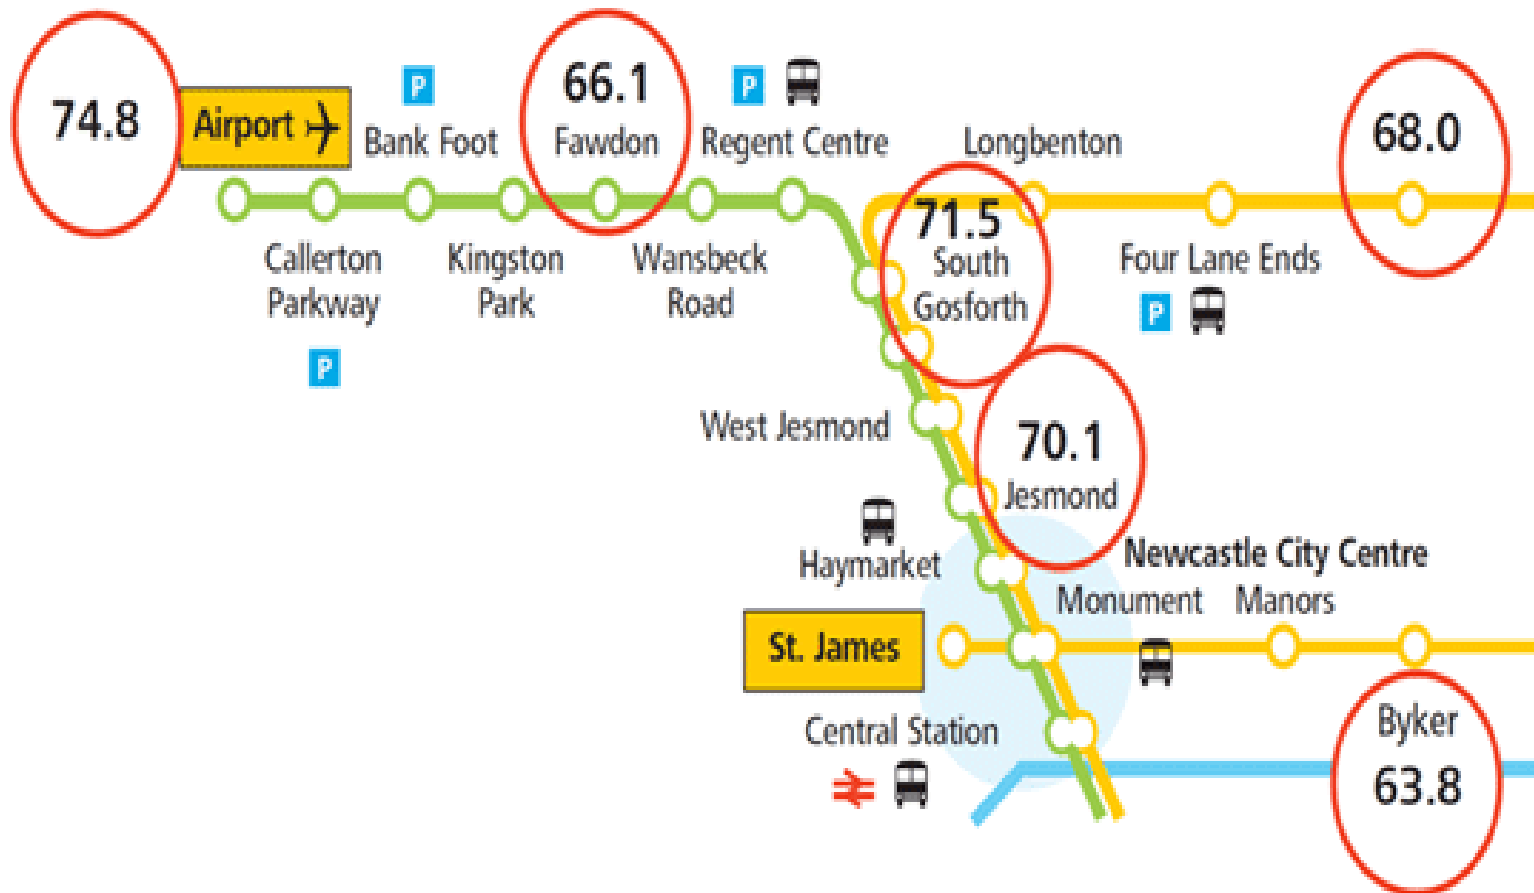 74.8
Airport
P
Bank Foot
66.1
Fawdon
P
Regent Centre
Longbenton
68.0
Callerton
Parkway
P
Kingston
Park
Wansbeck
Road
71.5
South
Gosforth
Four Lane Ends
P
West Jesmond
70.1
Jesmond
Haymarket
Newcastle City Centre
Monument
Manors
St. James
Central Station
Byker
63.8